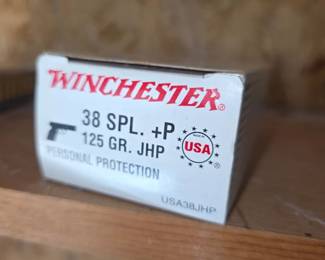 WINCHESTER®
38 SPL. +P
125 GR. JHP
USA
PERSONAL PROTECTION
USA38JHP